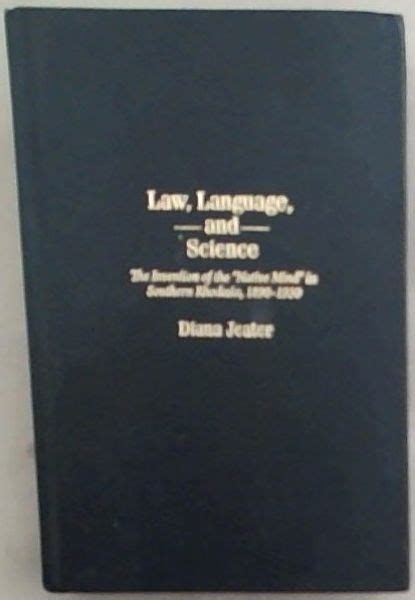 Law, Language,
—and—
Science
The Invention of the "Native Mind" in
Southern Rhodesia, 1890-1930
Diana Jeater